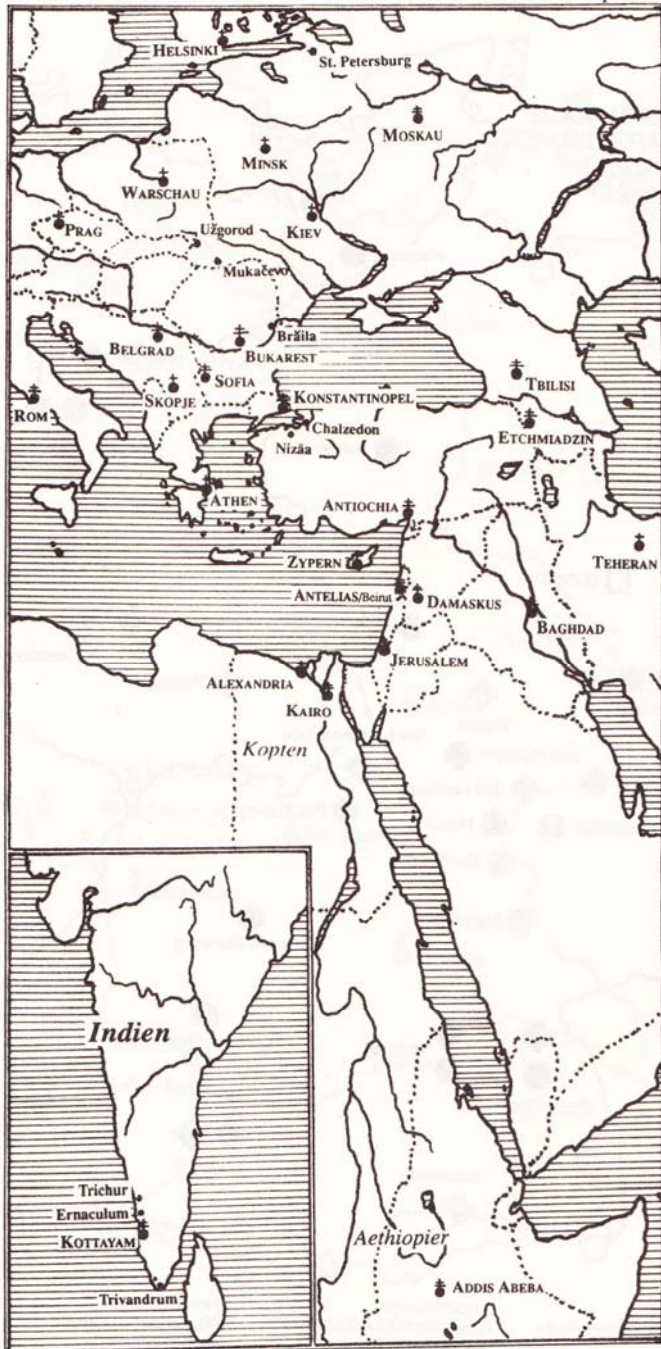 HELSINKI
St. Petersburg
MOSKAU
MINSK
WARSCHAU
PRAG
Užgorod
KIEV
Mukačevo
Brăila
BELGRAD
BUKAREST
SOFIA
TBILISI
SKOPJE
KONSTANTINOPEL
ROM
Chalzedon
ETCHMIADZIN
Nizäa
ATHEN
ANTIOCHIA
ZYPERN
TEHERAN
ANTELIAS/Beirut
DAMASKUS
BAGHDAD
JERUSALEM
ALEXANDRIA
KAIRO
Kopten
Indien
Trichur
Ernaculum
KOTTAYAM
Trivandrum
Aethiopier
ADDIS ABEBA